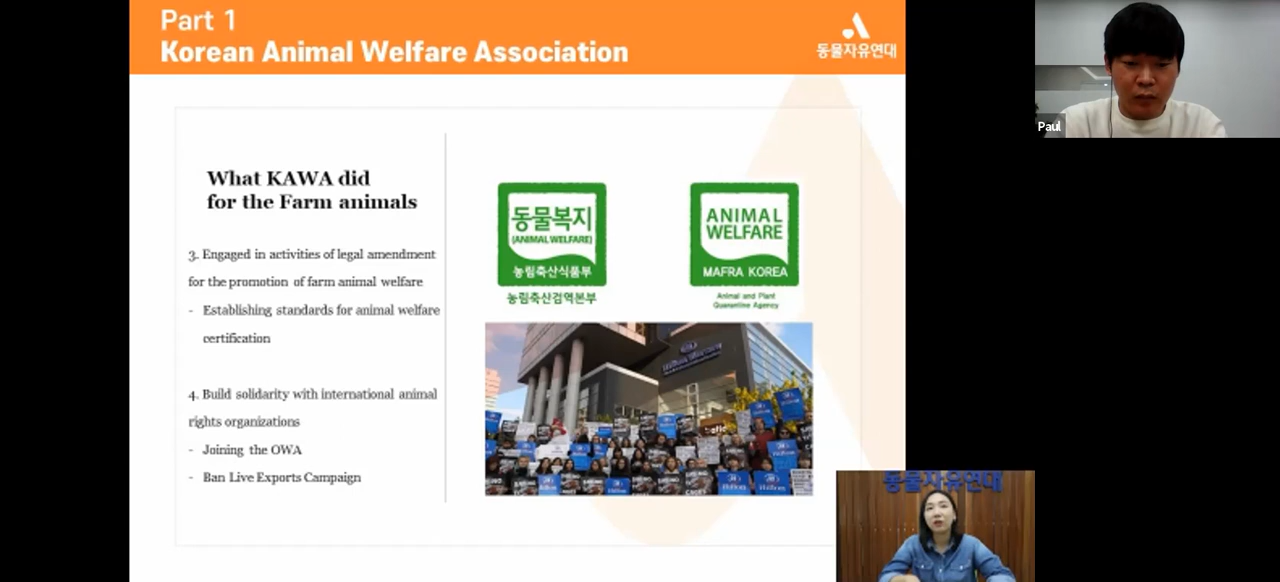 Part 1
Korean Animal Welfare Association
동물자유연대
What KAWA did
for the Farm animals
3. Engaged in activities of legal amendment
for the promotion of farm animal welfare
- Establishing standards for animal welfare
certification
4. Build solidarity with international animal
rights organizations
- Joining the OWA
- Ban Live Exports Campaign
동물복지
(ANIMAL WELFARE)
농림축산식품부
농림축산검역본부
ANIMAL
WELFARE
MAFRA KOREA
Animal and Plant
Quarantine Agency
Hilton
Hilton
Paul
동물자유연대